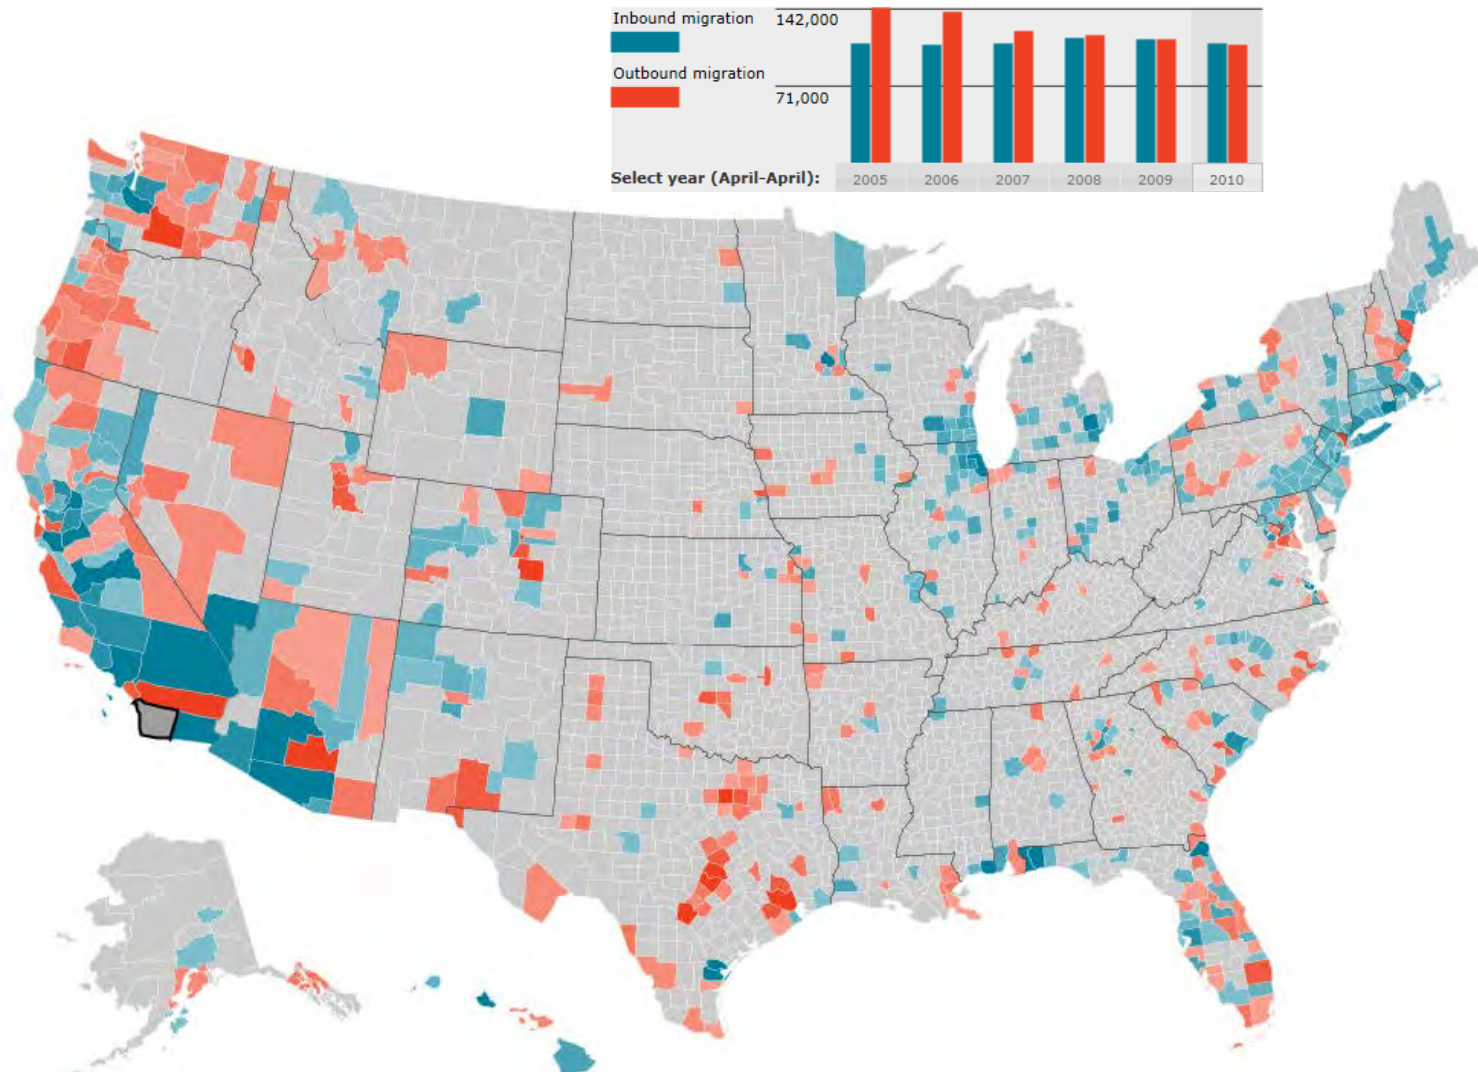 Inbound migration
142,000
Outbound migration
71,000
Select year (April-April): 2005 2006 2007 2008 2009 2010